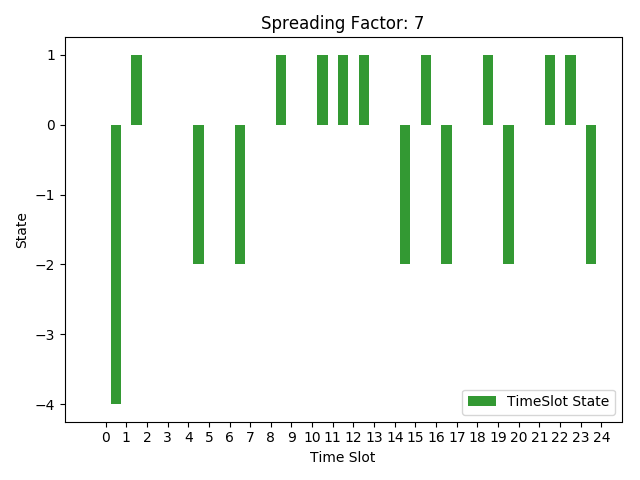 Spreading Factor: 7
State
1
0
−1
−2
−3
−4
TimeSlot State
0 1 2 3 4 5 6 7 8 9 10 11 12 13 14 15 16 17 18 19 20 21 22 23 24
Time Slot